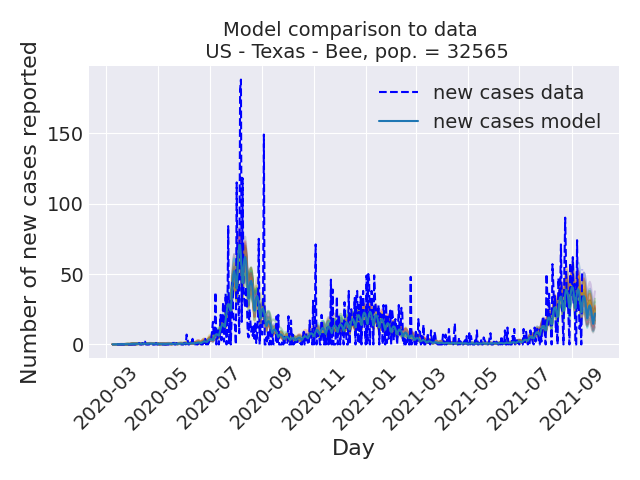 Model comparison to data
US - Texas - Bee, pop. = 32565
new cases data
new cases model
Number of new cases reported
150
100
50
0
2020-03
2020-05
2020-07
2020-09
2020-11
2021-01
2021-03
2021-05
2021-07
2021-09
Day